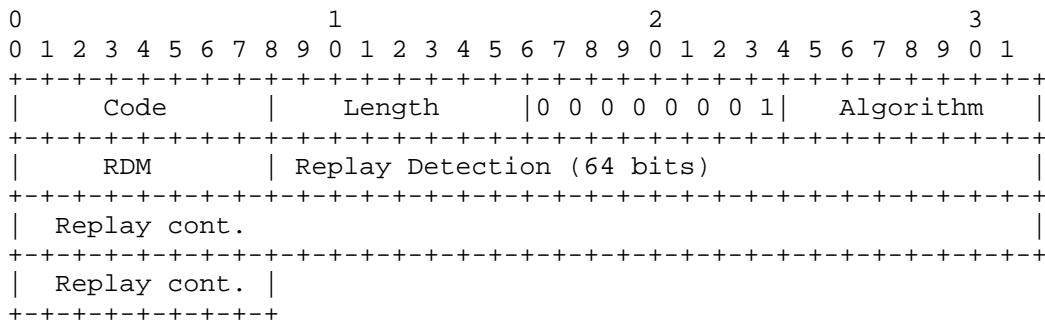 0                   1                   2                   3
0 1 2 3 4 5 6 7 8 9 0 1 2 3 4 5 6 7 8 9 0 1 2 3 4 5 6 7 8 9 0 1
+-+-+-+-+-+-+-+-+-+-+-+-+-+-+-+-+-+-+-+-+-+-+-+-+-+-+-+-+-+-+-+-+
|     Code      |    Length     |0 0 0 0 0 0 0 1|   Algorithm   |
+-+-+-+-+-+-+-+-+-+-+-+-+-+-+-+-+-+-+-+-+-+-+-+-+-+-+-+-+-+-+-+-+
|     RDM       | Replay Detection (64 bits)                    |
+-+-+-+-+-+-+-+-+-+-+-+-+-+-+-+-+-+-+-+-+-+-+-+-+-+-+-+-+-+-+-+-+
|  Replay cont.                                                 |
+-+-+-+-+-+-+-+-+-+-+-+-+-+-+-+-+-+-+-+-+-+-+-+-+-+-+-+-+-+-+-+-+
|  Replay cont. |
+-+-+-+-+-+-+-+-+